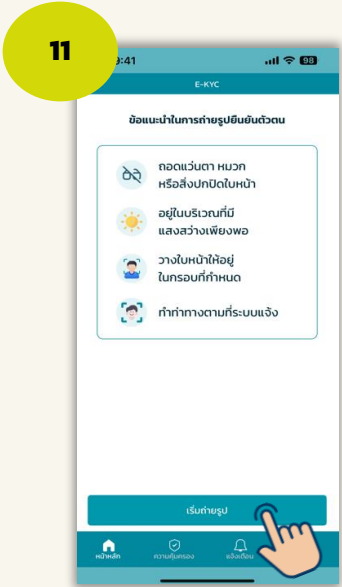 11
9:41
98
E-KYC
ข้อแนะนำในการถ่ายรูปยืนยันตัวตน
ถอดแว่นตา หมวก
หรือสิ่งปกปิดใบหน้า
อยู่ในบริเวณที่มี
แสงสว่างเพียงพอ
วางใบหน้าให้อยู่
ในกรอบที่กำหนด
ทำท่าทางตามที่ระบบแจ้ง
เริ่มถ่ายรูป
หน้าหลัก
ความคุ้มครอง
แจ้งเตือน